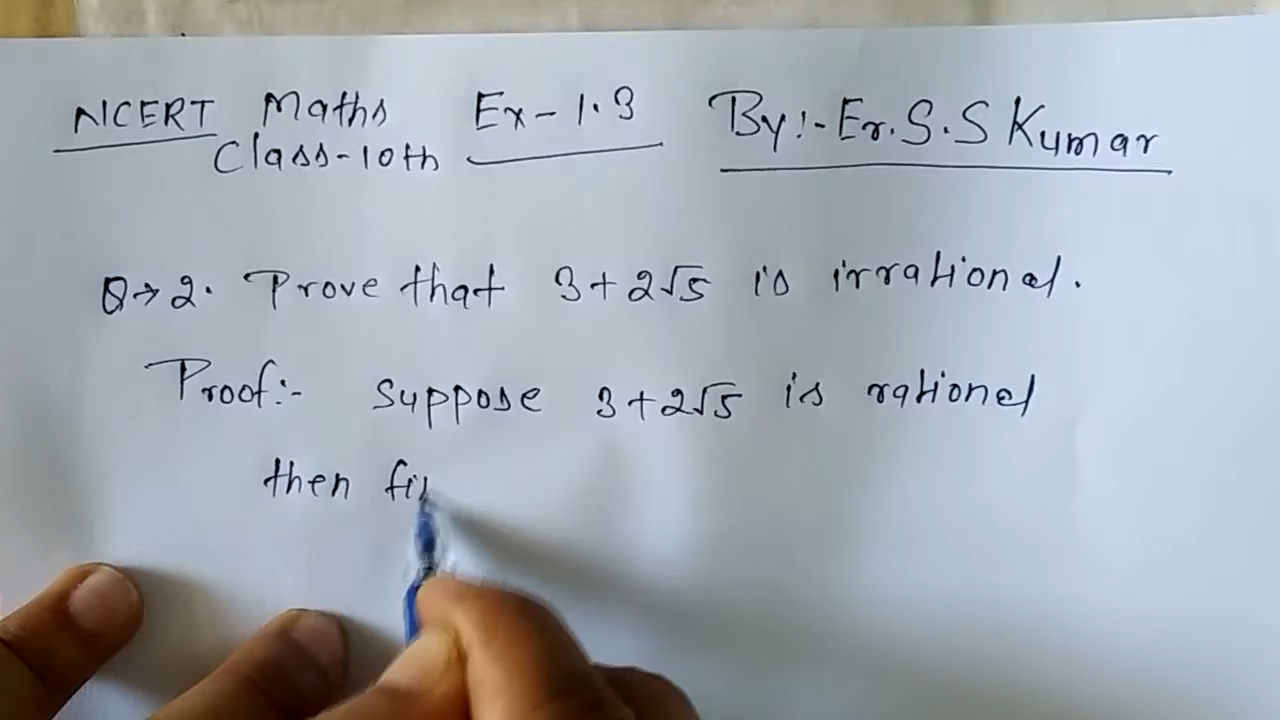 NCERT Maths Ex-1.3 By:-Er.S.S Kumar
Class-10th
Q→2. Prove that 3+2√5 is irrational.
Proof:- Suppose 3+2√5 is rational
then